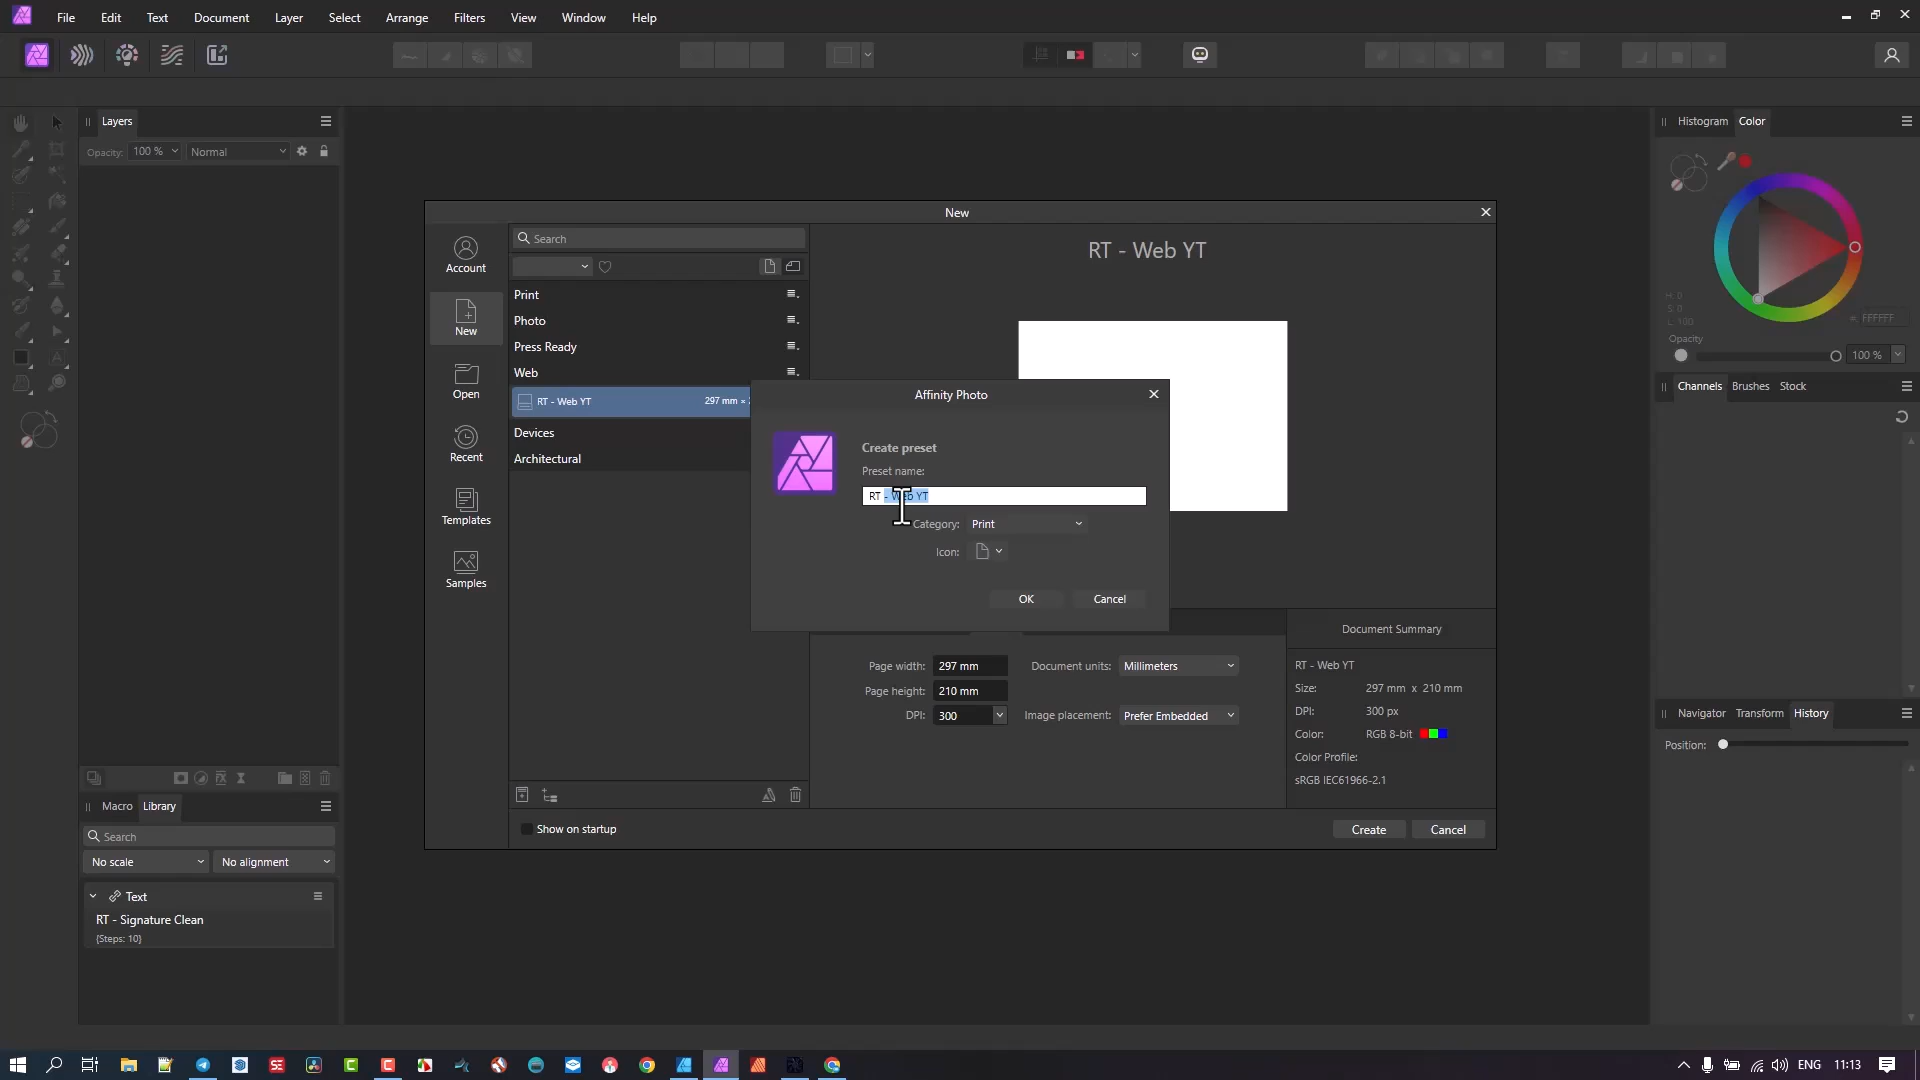 File Edit Text Document Layer Select Arrange Filters View Window Help
Layers
Opacity: 100 % Normal
Histogram Color
H: 0
S: 0
L: 100
#: FFFFFF
Opacity
100 %
Channels Brushes Stock
Navigator Transform History
Position:
Macro Library
Search
No scale No alignment
Text
RT - Signature Clean
{Steps: 10}
New
Account
New
Open
Recent
Templates
Samples
Search
Print
Photo
Press Ready
Web
RT - Web YT 297 mm ×
Devices
Architectural
Show on startup
RT - Web YT
Affinity Photo
Create preset
Preset name:
RT - Web YT
Category: Print
Icon:
OK Cancel
Page width: 297 mm Document units: Millimeters
Page height: 210 mm
DPI: 300 Image placement: Prefer Embedded
Document Summary
RT - Web YT
Size: 297 mm x 210 mm
DPI: 300 px
Color: RGB 8-bit
Color Profile:
sRGB IEC61966-2.1
Create Cancel
ENG 11:13